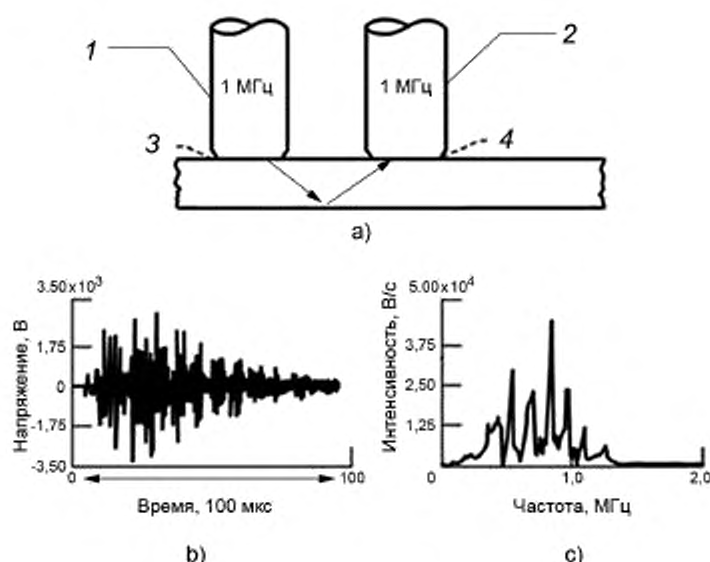 1
2
1 МГц
1 МГц
3
4
a)
3.50x10³
1,75
0
-1,75
-3,50
0
100
Напряжение, В
Время, 100 мкс
b)
5.00x10⁴
3,75
2,50
1,25
0
1,0
2,0
Интенсивность, В/с
Частота, МГц
c)